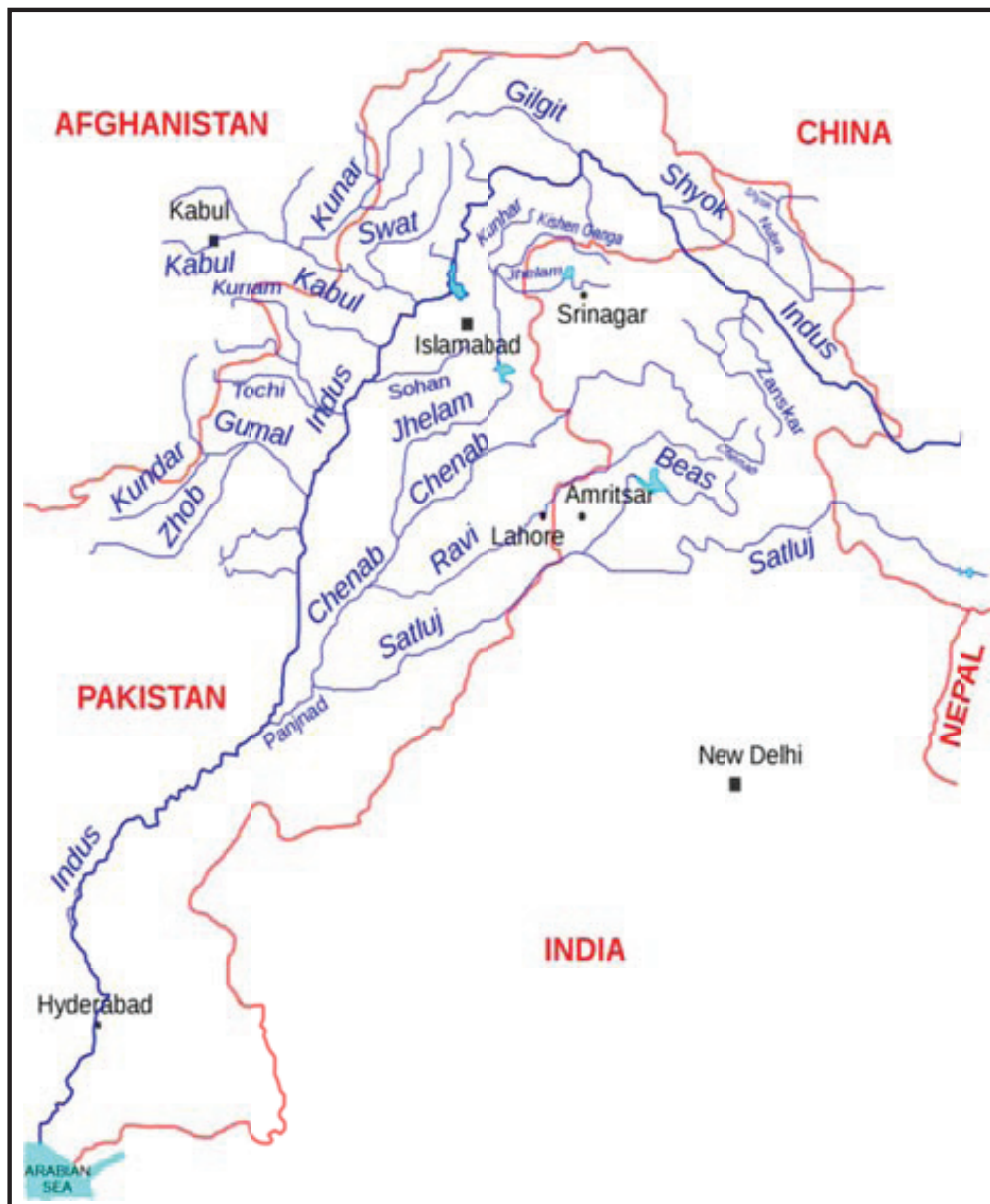 AFGHANISTAN
CHINA
Gilgit
Shyok
Shyok
Nubra
Kunar
Kabul
Swat
Kunhar
Kishen Ganga
Kabul
Kabul
Jhelam
Srinagar
Indus
Islamabad
Sohan
Indus
Tochi
Gumal
Jhelam
Zanskar
Kundar
Zhob
Chenab
Beas
Amritsar
Lahore
Ravi
Chenab
Satluj
Satluj
PAKISTAN
Panjnad
NEPAL
New Delhi
Indus
INDIA
Hyderabad
ARABIAN
SEA